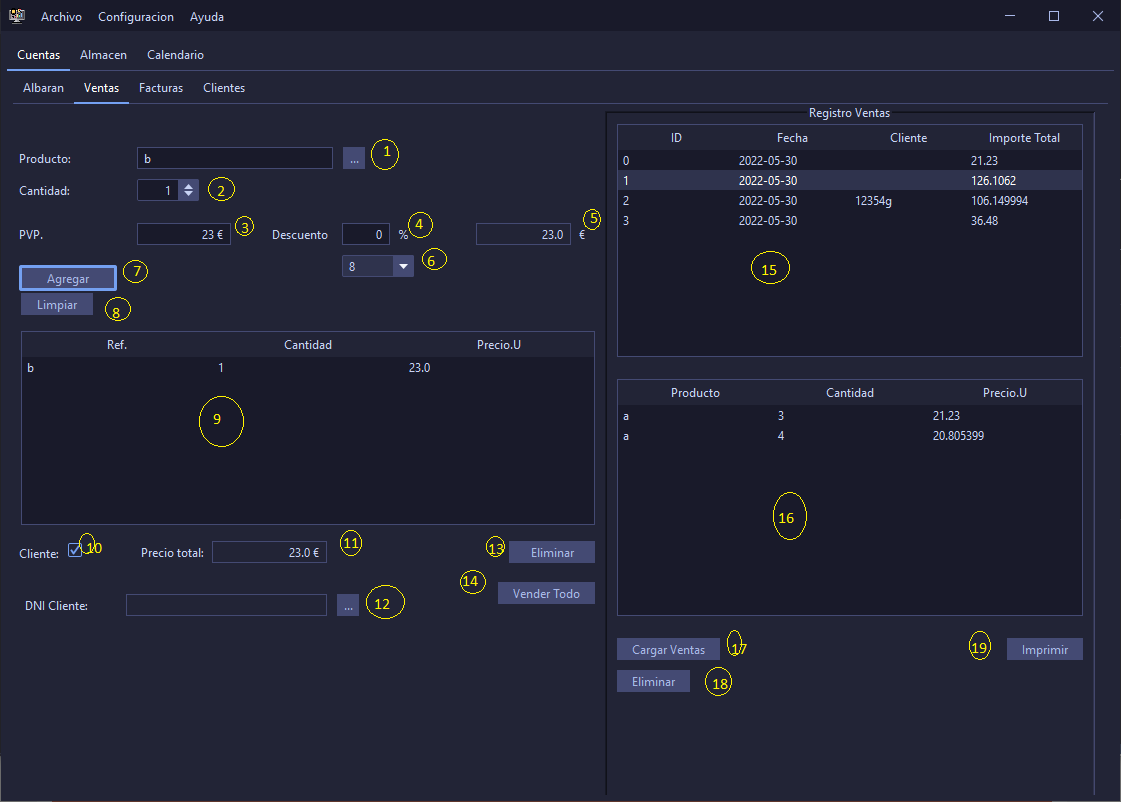 Archivo Configuracion Ayuda
Cuentas Almacen Calendario
Albaran Ventas Facturas Clientes
Producto: b ... 1
Cantidad: 1 2
PVP. 23 € 3 Descuento 0 % 4 23.0 € 5
8 6
Agregar 7
Limpiar 8
Ref. Cantidad Precio.U
b 1 23.0
9
Cliente: 10 Precio total: 23.0 € 11 13 Eliminar
14 Vender Todo
DNI Cliente: ... 12
Registro Ventas
ID Fecha Cliente Importe Total
0 2022-05-30 21.23
1 2022-05-30 126.1062
2 2022-05-30 12354g 106.149994
3 2022-05-30 36.48
15
Producto Cantidad Precio.U
a 3 21.23
a 4 20.805399
16
Cargar Ventas 17 19 Imprimir
Eliminar 18